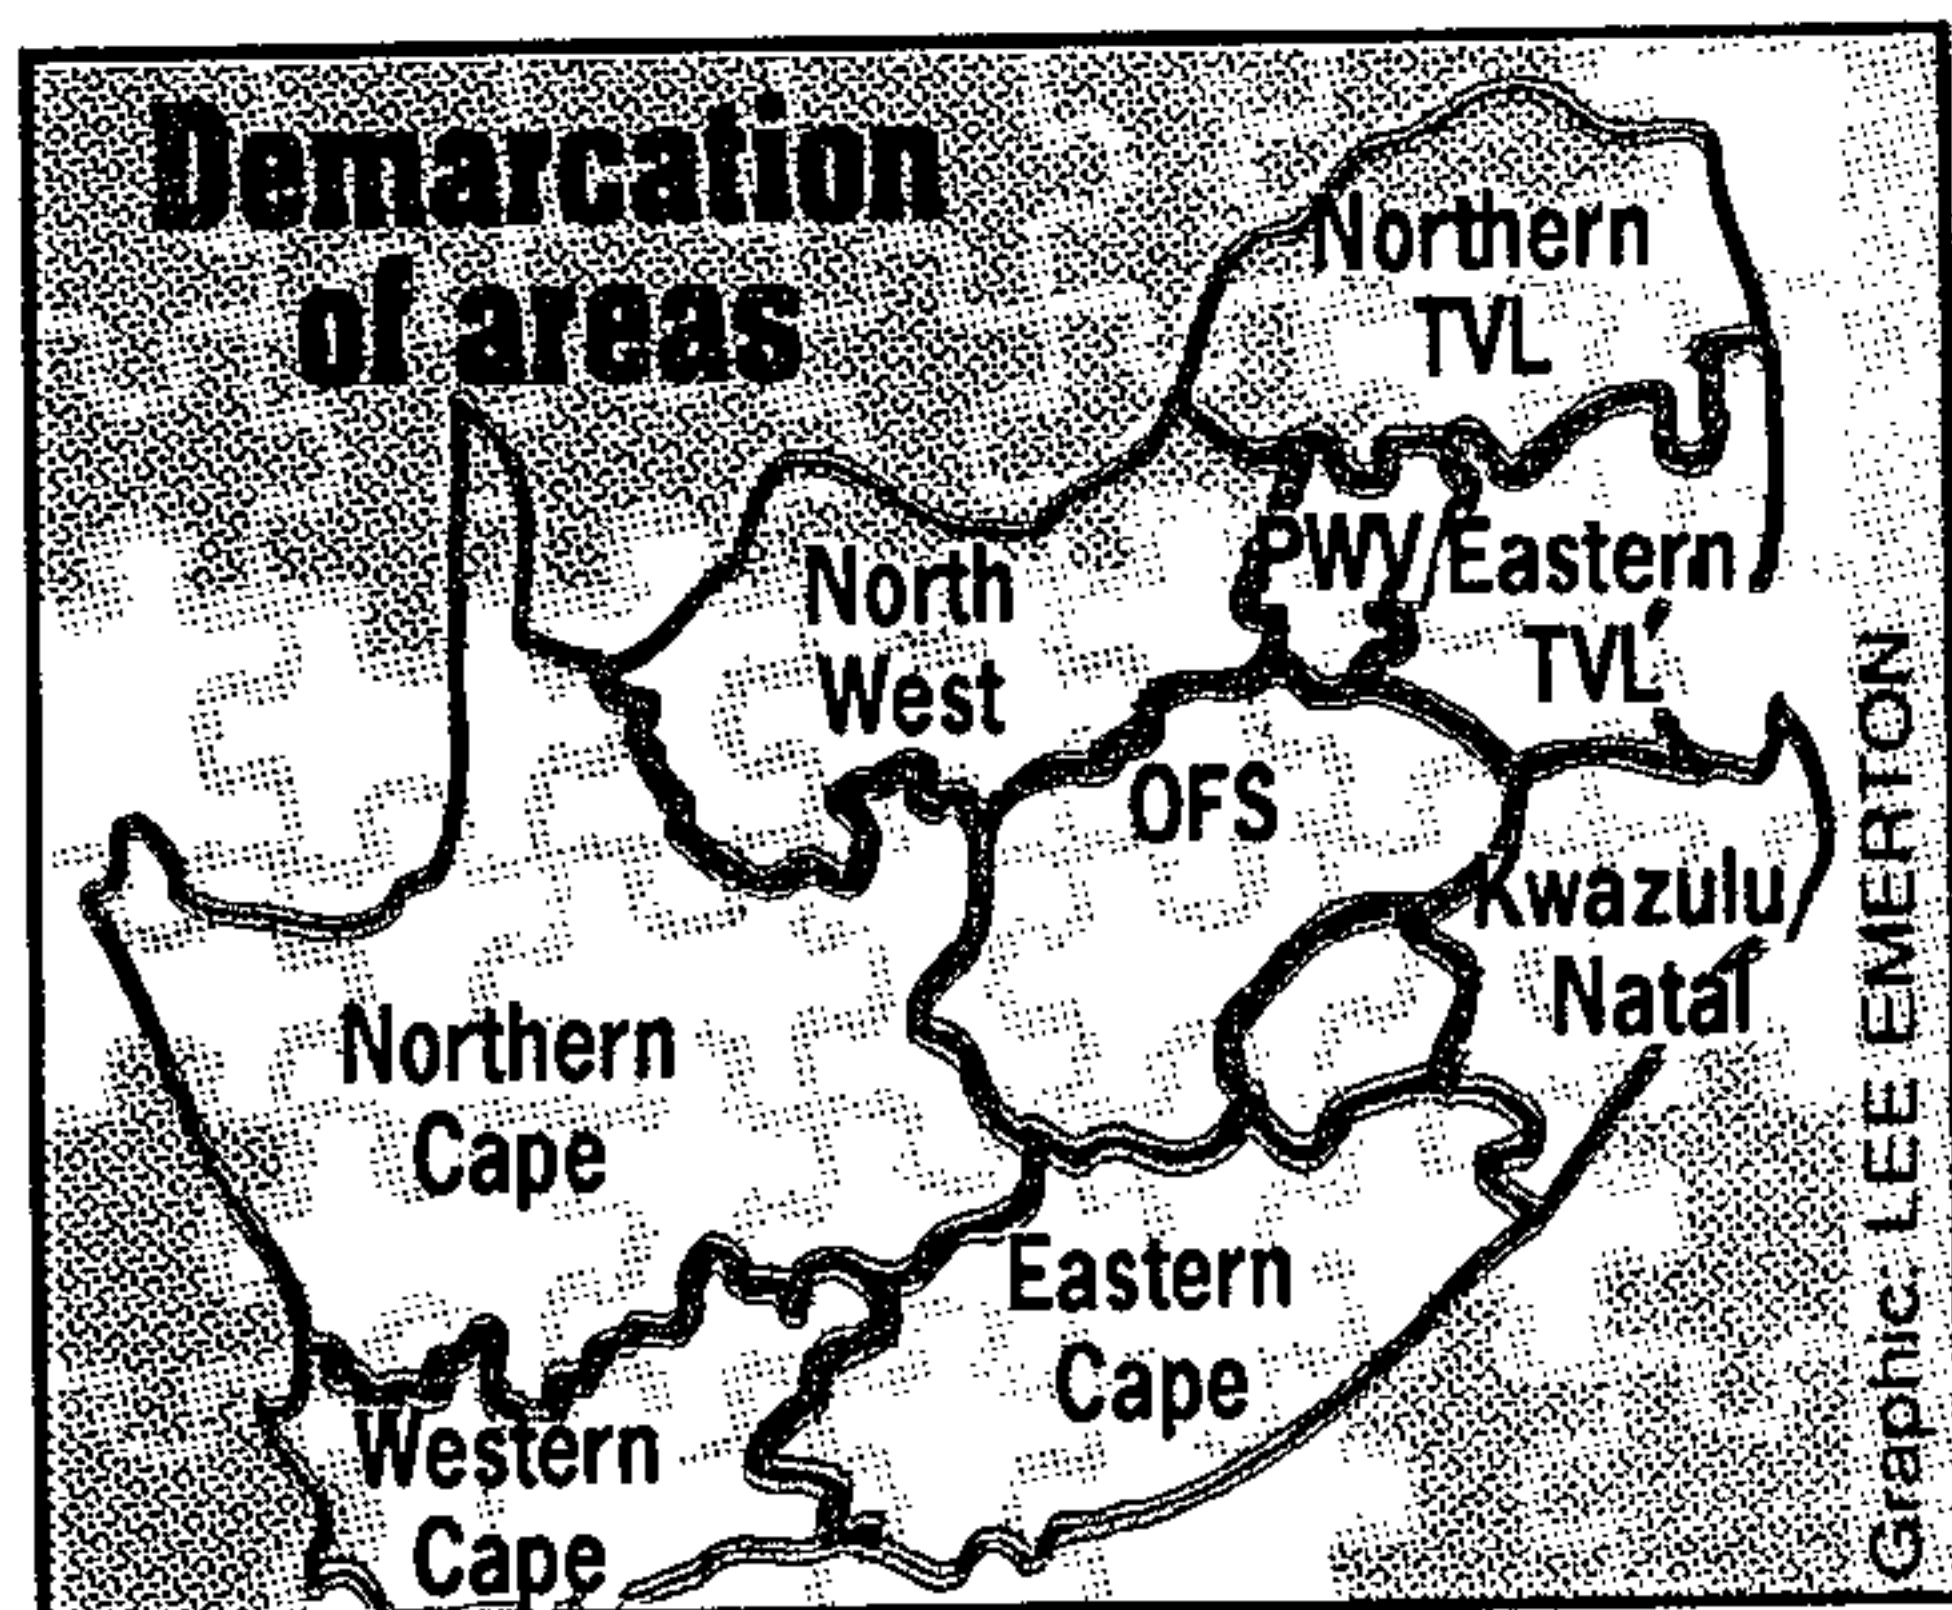 Demarcation
of areas
Northern
TVL
PWV
Eastern
TVL
North
West
OFS
Kwazulu
Natal
Northern
Cape
Eastern
Cape
Western
Cape
Graphic: LEE EMERTON